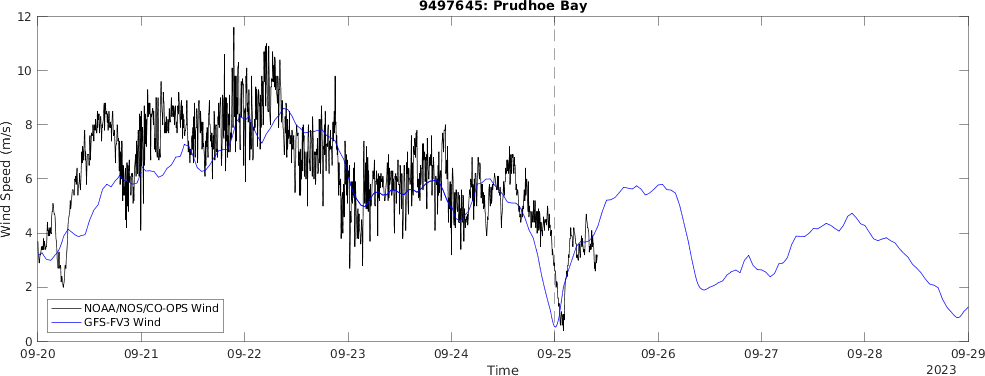 9497645: Prudhoe Bay
Wind Speed (m/s)
12
10
8
6
4
2
0
NOAA/NOS/CO-OPS Wind
GFS-FV3 Wind
09-20 09-21 09-22 09-23 09-24 09-25 09-26 09-27 09-28 09-29
Time
2023